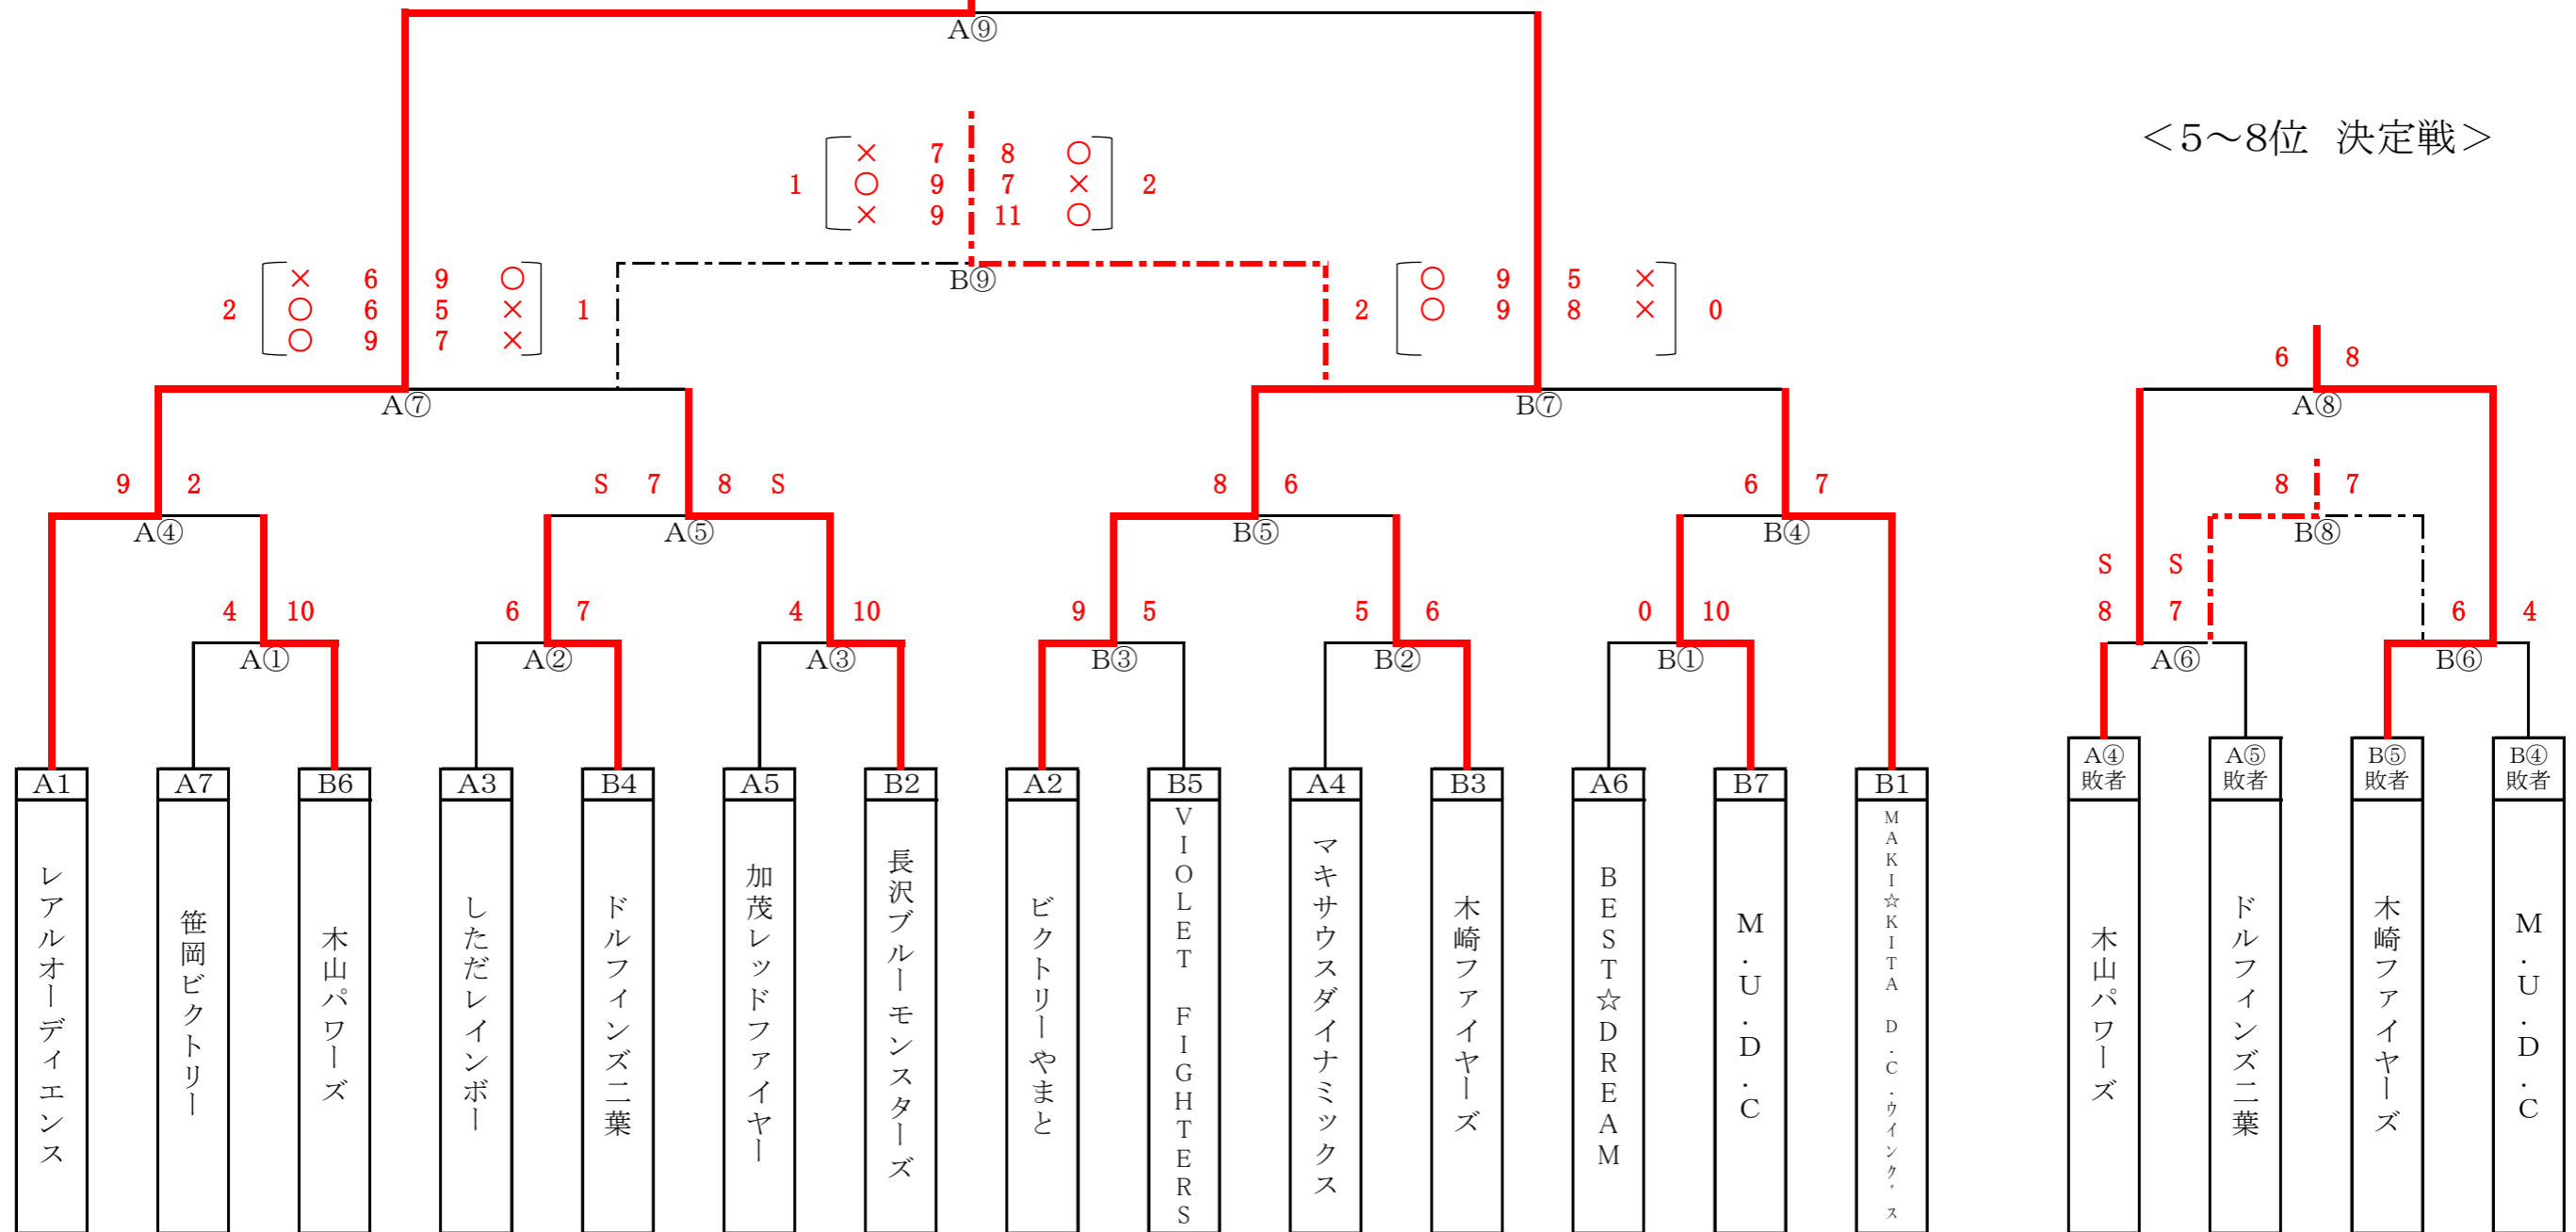 A⑨
＜5～8位 決定戦＞
× 7 8 ○
1 ○ 9 7 × 2
× 9 11 ○
B⑨
× 6 9 ○
2 ○ 6 5 × 1
○ 9 7 ×
○ 9 5 ×
2 ○ 9 8 × 0
6 8
A⑦
B⑦
A⑧
9 2
S 7 8 S
8 6
6 7
8 7
A④
A⑤
B⑤
B④
B⑧
S S
4 10
6 7
4 10
9 5
5 6
0 10
8 7
6 4
A①
A②
A③
B③
B②
B①
A⑥
B⑥
A1
A7
B6
A3
B4
A5
B2
A2
B5
A4
B3
A6
B7
B1
A④
敗者
A⑤
敗者
B⑤
敗者
B④
敗者
レアルオーディエンス
笹岡ビクトリー
木山パワーズ
しただレインボー
ドルフィンズ二葉
加茂レッドファイヤー
長沢ブルーモンスターズ
ビクトリーやまと
VIOLET FIGHTERS
マキサウスダイナミックス
木崎ファイヤーズ
BEST☆DREAM
M.U.D.C
MAKI☆KITA D.C.ウイングス
木山パワーズ
ドルフィンズ二葉
木崎ファイヤーズ
M.U.D.C